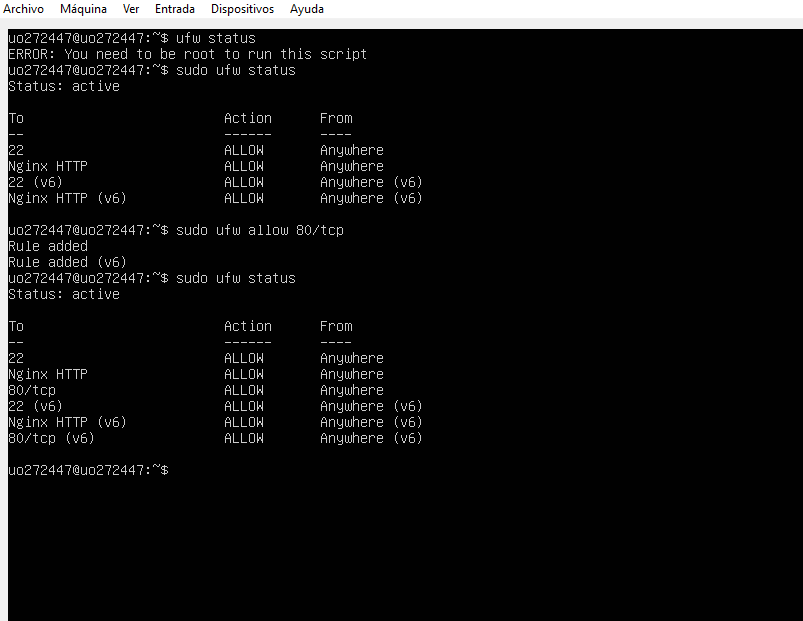 Archivo Máquina Ver Entrada Dispositivos Ayuda
uo272447@uo272447:~$ ufw status
ERROR: You need to be root to run this script
uo272447@uo272447:~$ sudo ufw status
Status: active
To Action From
-- ------ ----
22 ALLOW Anywhere
Nginx HTTP ALLOW Anywhere
22 (v6) ALLOW Anywhere (v6)
Nginx HTTP (v6) ALLOW Anywhere (v6)
uo272447@uo272447:~$ sudo ufw allow 80/tcp
Rule added
Rule added (v6)
uo272447@uo272447:~$ sudo ufw status
Status: active
To Action From
-- ------ ----
22 ALLOW Anywhere
Nginx HTTP ALLOW Anywhere
80/tcp ALLOW Anywhere
22 (v6) ALLOW Anywhere (v6)
Nginx HTTP (v6) ALLOW Anywhere (v6)
80/tcp (v6) ALLOW Anywhere (v6)
uo272447@uo272447:~$